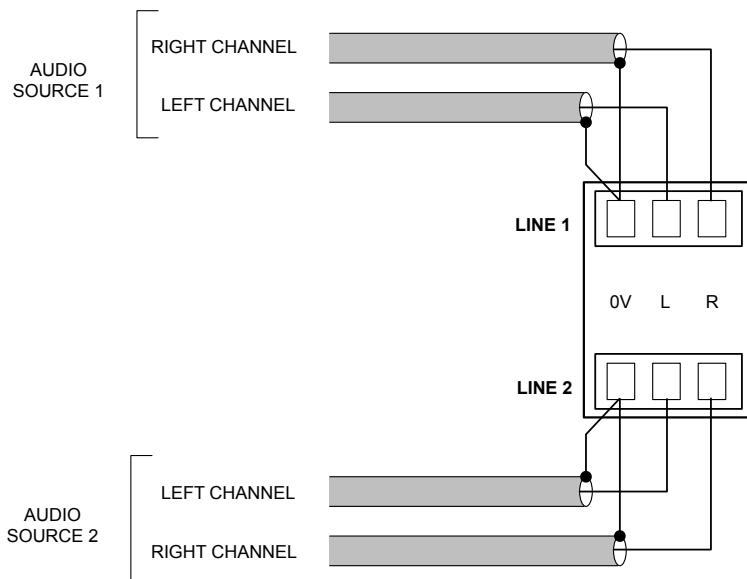 RIGHT CHANNEL
AUDIO
SOURCE 1
LEFT CHANNEL
LINE 1
0V L R
LINE 2
LEFT CHANNEL
AUDIO
SOURCE 2
RIGHT CHANNEL